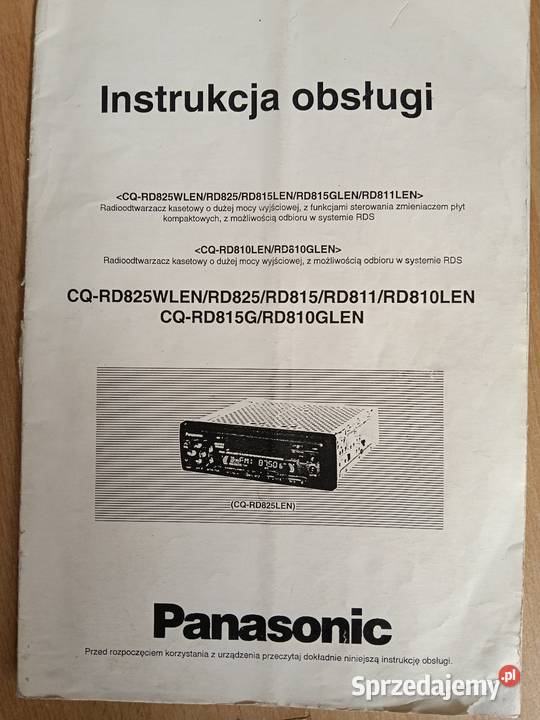 Instrukcja obsługi
<CQ-RD825WLEN/RD825/RD815LEN/RD815GLEN/RD811LEN>
Radioodtwarzacz kasetowy o dużej mocy wyjściowej, z funkcjami sterowania zmieniaczem płyt
kompaktowych, z możliwością odbioru w systemie RDS
<CQ-RD810LEN/RD810GLEN>
Radioodtwarzacz kasetowy o dużej mocy wyjściowej, z możliwością odbioru w systemie RDS
CQ-RD825WLEN/RD825/RD815/RD811/RD810LEN
CQ-RD815G/RD810GLEN
Panasonic
FM: 8750
(CQ-RD825LEN)
Panasonic
Przed rozpoczęciem korzystania z urządzenia przeczytaj dokładnie niniejszą instrukcję obsługi.
Sprzedajemy.pl